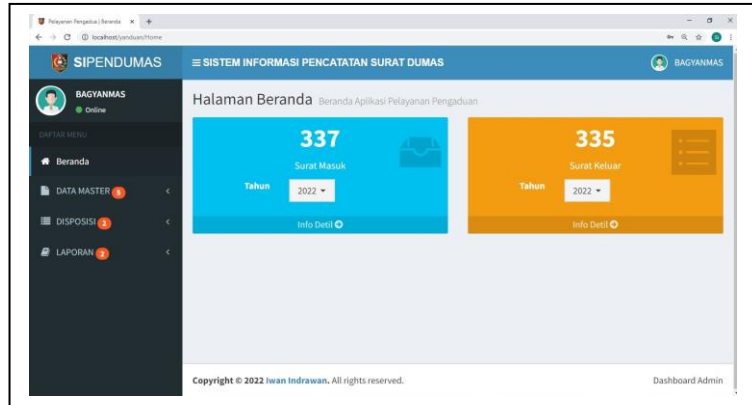 Pelayanan Pengadua | Beranda
localhost/yanduan/Home
SIPENDUMAS
SISTEM INFORMASI PENCATATAN SURAT DUMAS
BAGYANMAS
BAGYANMAS
Online
DAFTAR MENU
Beranda
DATA MASTER 5
DISPOSISI 2
LAPORAN 2
Halaman Beranda Beranda Aplikasi Pelayanan Pengaduan
337
Surat Masuk
Tahun 2022
Info Detil
335
Surat Keluar
Tahun 2022
Info Detil
Copyright © 2022 Iwan Indrawan. All rights reserved.
Dashboard Admin